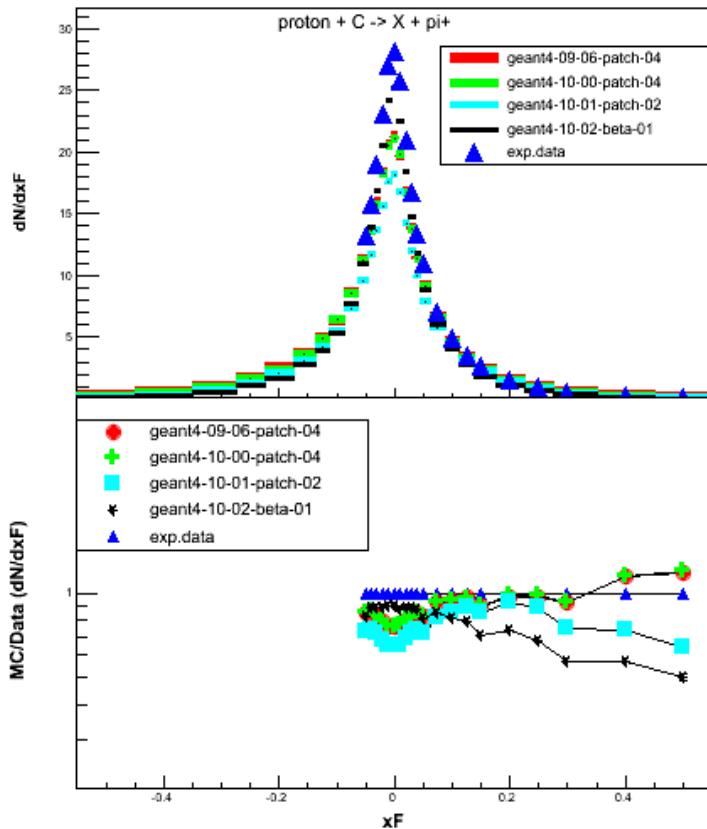 proton + C -> X + pi+
30
25
20
15
10
5
dN/dxF
geant4-09-06-patch-04
geant4-10-00-patch-04
geant4-10-01-patch-02
geant4-10-02-beta-01
exp.data
geant4-09-06-patch-04
geant4-10-00-patch-04
geant4-10-01-patch-02
geant4-10-02-beta-01
exp.data
MC/Data (dN/dxF)
1
-0.4 -0.2 0 0.2 0.4
xF